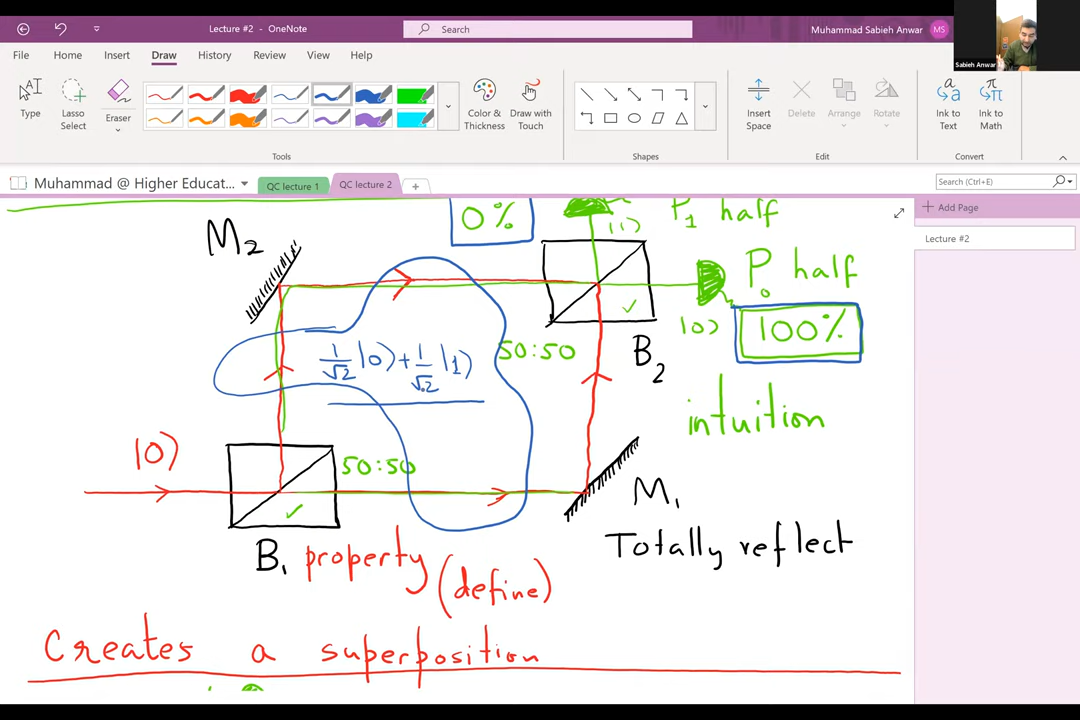 Lecture #2 - OneNote
Search
Muhammad Sabieh Anwar
MS
Sabieh Anwar
File Home Insert Draw History View Help
Type
Lasso Select
Eraser
Color & Thickness
Draw with Touch
Insert Space
Delete
Arrange
Rotate
Ink to Text
Ink to Math
Tools
Shapes
Edit
Convert
Muhammad @ Higher Educat...
QC lecture 1
QC lecture 2
Search (Ctrl+E)
Add Page
Lecture #2
0%
|1⟩
P₁ half
M₂
P₀ half
|0⟩
100%
1/√2 |0⟩ + 1/√2 |1⟩
50:50
B₂
intuition
|0⟩
50:50
M₁
Totally reflect
B₁ property (define)
Creates a superposition